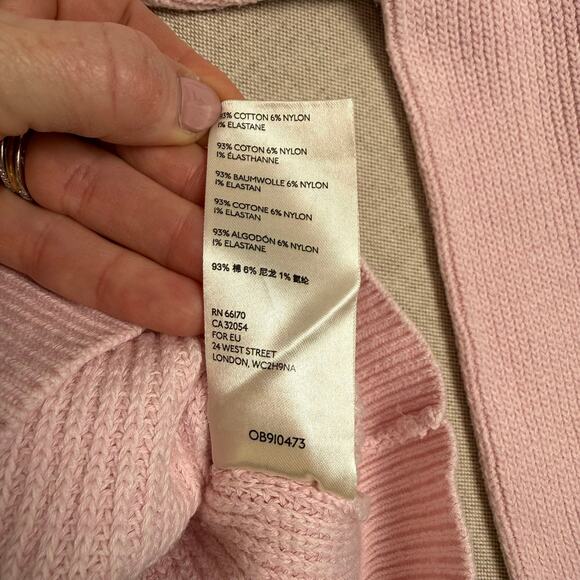 93% COTTON 6% NYLON
1% ELASTANE
93% COTON 6% NYLON
1% ÉLASTHANNE
93% BAUMWOLLE 6% NYLON
1% ELASTAN
93% COTONE 6% NYLON
1% ELASTAN
93% ALGODÓN 6% NYLON
1% ELASTANE
93% 棉 6% 尼龙 1% 氨纶
RN 66170
CA 32054
FOR EU
24 WEST STREET
LONDON, WC2H9NA
OB910473